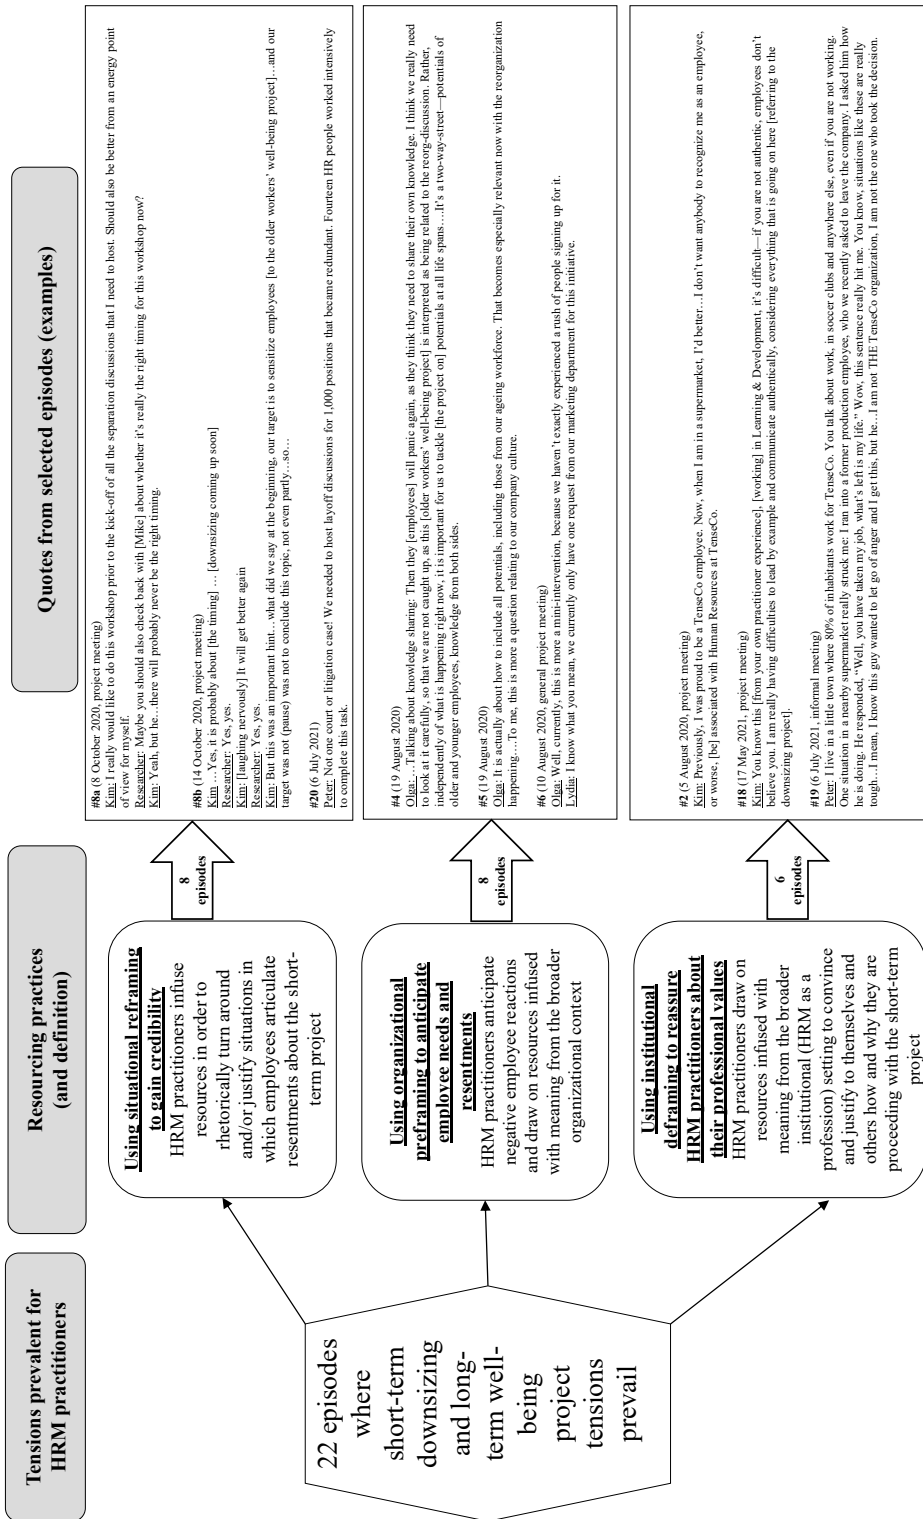 Tensions prevalent for
HRM practitioners
Resourcing practices
(and definition)
Quotes from selected episodes (examples)
22 episodes
where
short-term
downsizing
and long-
term well-
being
project
tensions
prevail
Using situational reframing
to gain credibility
HRM practitioners infuse
resources in order to
rhetorically turn around
and/or justify situations in
which employees articulate
resentments about the short-
term project
8
episodes
#8a (8 October 2020, project meeting)
Kim: I really would like to do this workshop prior to the kick-off of all the separation discussions that I need to host. Should also be better from an energy point
of view for myself.
Researcher: Maybe you should also check back with [Mike] about whether it's really the right timing for this workshop now?
Kim: Yeah, but he…there will probably never be the right timing.
#8b (14 October 2020, project meeting)
Kim …Yes, it is probably about [the timing] … [downsizing coming up soon]
Researcher: Yes, yes.
Kim: [laughing nervously] It will get better again
Researcher: Yes, yes.
Kim: But this was an important hint…what did we say at the beginning, our target is to sensitize employees [to the older workers' well-being project]…and our
target was not (pause) was not to conclude this topic, not even partly…so…
#20 (6 July 2021)
Peter: Not one court or litigation case! We needed to host layoff discussions for 1,000 positions that became redundant. Fourteen HR people worked intensively
to complete this task.
Using organizational
preframing to anticipate
employee needs and
resentments
HRM practitioners anticipate
negative employee reactions
and draw on resources infused
with meaning from the broader
organizational context
8
episodes
#4 (19 August 2020)
Olga: …Talking about knowledge sharing: Then they [employees] will panic again, as they think they need to share their own knowledge. I think we really need
to look at it carefully, so that we are not caught up, as this [older workers' well-being project] is interpreted as being related to the reorg-discussion. Rather,
independently of what is happening right now, it is important for us to tackle [the project on] potentials at all life spans….It's a two-way-street—potentials of
older and younger employees, knowledge from both sides.
#5 (19 August 2020)
Olga: It is actually about how to include all potentials, including those from our ageing workforce. That becomes especially relevant now with the reorganization
happening….To me, this is more a question relating to our company culture.
#6 (10 August 2020, general project meeting)
Olga: Well, currently, this is more a mini-intervention, because we haven't exactly experienced a rush of people signing up for it.
Lydia: I know what you mean, we currently only have one request from our marketing department for this initiative.
Using institutional
deframing to reassure
HRM practitioners about
their professional values
HRM practitioners draw on
resources infused with
meaning from the broader
institutional (HRM as a
profession) setting to convince
and justify to themselves and
others how and why they are
proceeding with the short-term
project
6
episodes
#2 (5 August 2020, project meeting)
Kim: Previously, I was proud to be a TenseCo employee. Now, when I am in a supermarket, I'd better…I don't want anybody to recognize me as an employee,
or worse, [be] associated with Human Resources at TenseCo.
#18 (17 May 2021, project meeting)
Kim: You know this [from your own practitioner experience], [working] in Learning & Development, it's difficult—if you are not authentic, employees don't
believe you. I am really having difficulties to lead by example and communicate authentically, considering everything that is going on here [referring to the
downsizing project].
#19 (6 July 2021, informal meeting)
Peter: I live in a little town where 80% of inhabitants work for TenseCo. You talk about work, in soccer clubs and anywhere else, even if you are not working.
One situation in a nearby supermarket really struck me: I ran into a former production employee, who we recently asked to leave the company. I asked him how
he is doing. He responded, "Well, you have taken my job, what's left is my life." Wow, this sentence really hit me. You know, situations like these are really
tough…I mean, I know this guy wanted to let go of anger and I get this, but he…I am not THE TenseCo organization, I am not the one who took the decision.